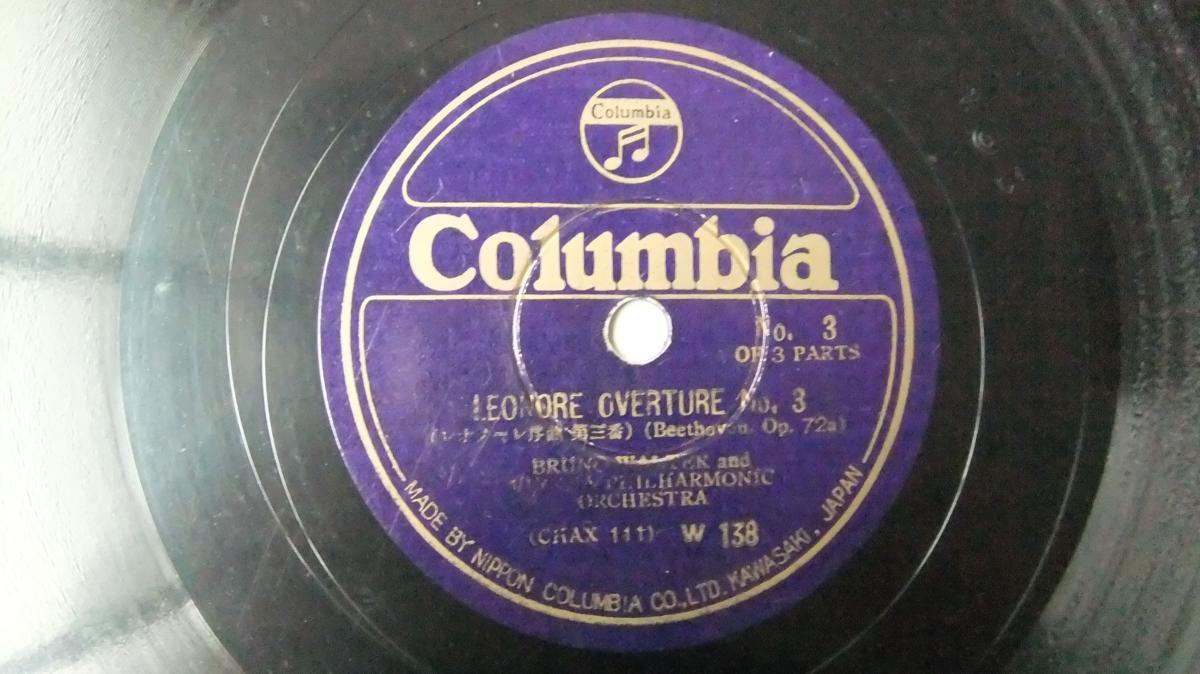 Columbia
Columbia
No. 3
OF 3 PARTS
LEONORE OVERTURE No. 3
(レオノーレ序曲 第三番) (Beethoven, Op. 72a)
BRUNO WALTER and
VIENNA PHILHARMONIC
ORCHESTRA
(CHAX 111) W 138
MADE BY NIPPON COLUMBIA CO.,LTD. KAWASAKI, JAPAN